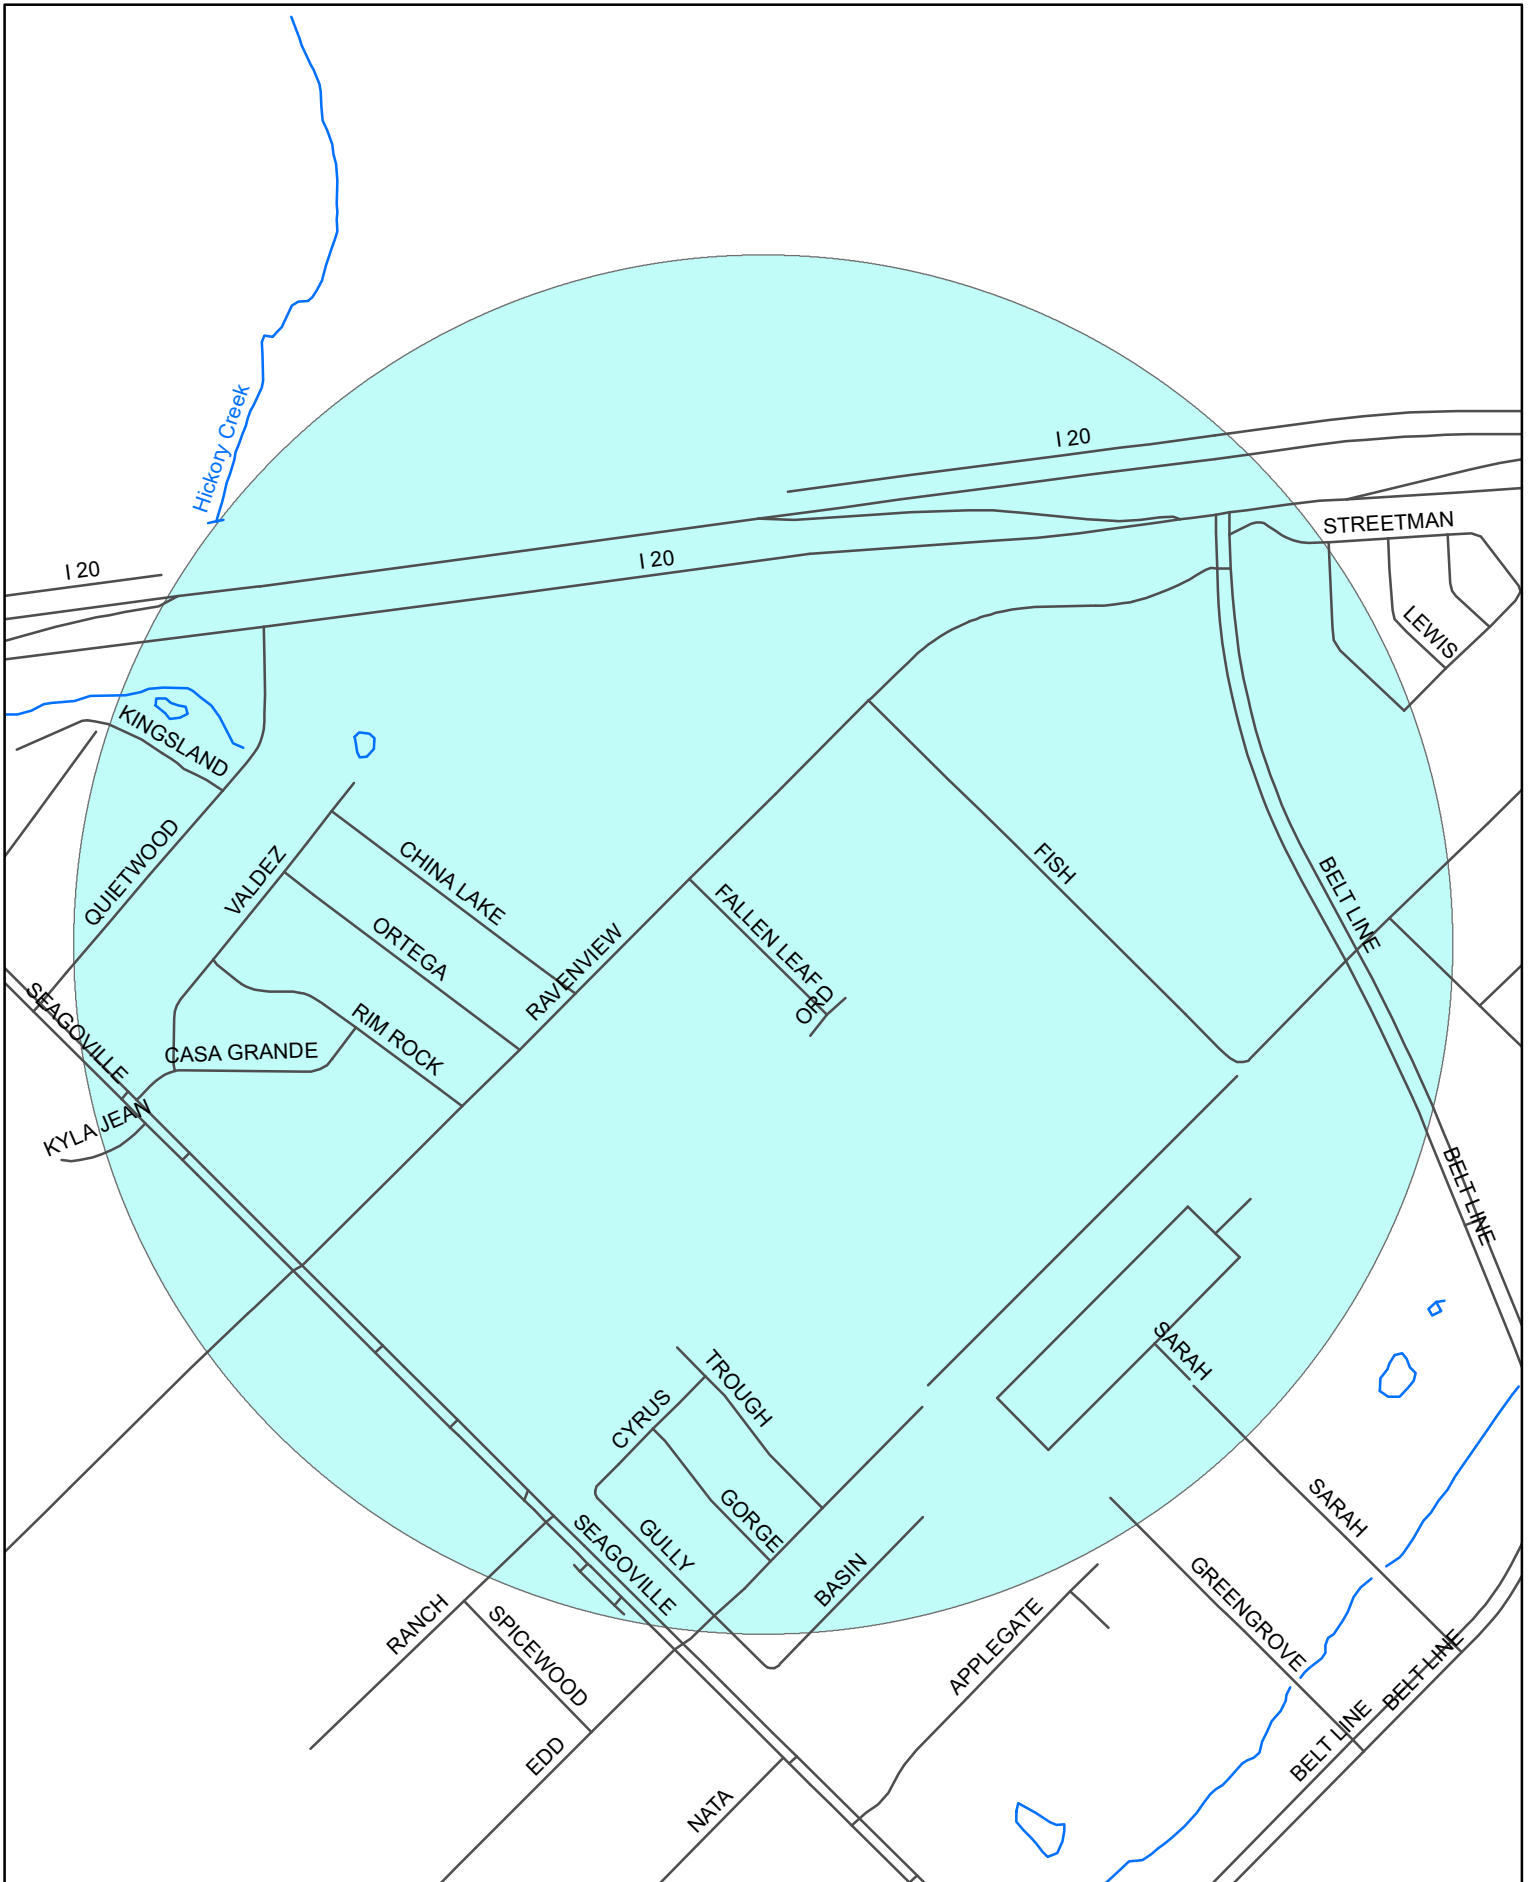 Hickory Creek
I 20
STREETMAN
I 20
I 20
LEWIS
KINGSLAND
QUIETWOOD
VALDEZ
CHINA LAKE
FISH
BELT LINE
FALLEN LEAF
ORD
ORTEGA
RAVENVIEW
SEAGOVILLE
RIM ROCK
CASA GRANDE
KYLA JEAN
BELT LINE
SARAH
TROUGH
CYRUS
GORGE
GULLY
SEAGOVILLE
BASIN
SARAH
GREENGROVE
RANCH
SPICEWOOD
APPLEGATE
BELT LINE
BELT LINE
EDD
NATA